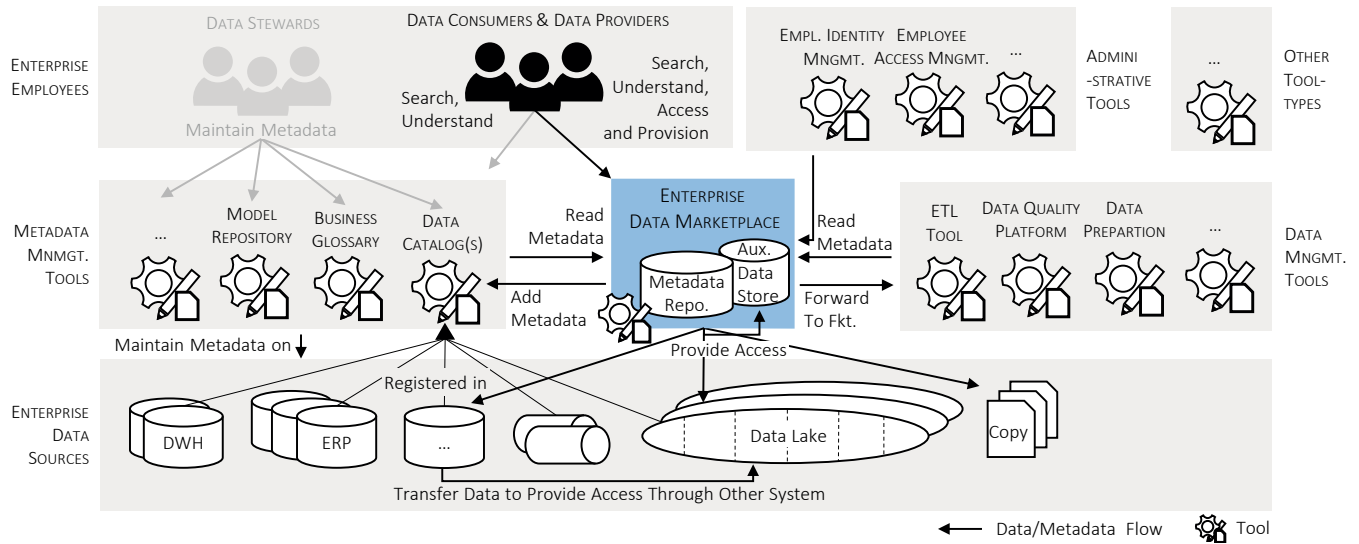 DATA STEWARDS
Maintain Metadata
DATA CONSUMERS & DATA PROVIDERS
Search,
Understand
Search,
Understand,
Access
and Provision
ENTERPRISE
EMPLOYEES
EMPL. IDENTITY
MNGMT.
EMPLOYEE
ACCESS MNGMT.
...
ADMINI
-STRATIVE
TOOLS
...
OTHER
TOOL-
TYPES
METADATA
MNMGT.
TOOLS
...
MODEL
REPOSITORY
BUSINESS
GLOSSARY
DATA
CATALOG(S)
Read
Metadata
Add
Metadata
ENTERPRISE
DATA MARKETPLACE
Metadata
Repo.
Aux.
Data
Store
Read
Metadata
Forward
To Fkt.
ETL
TOOL
DATA QUALITY
PLATFORM
DATA
PREPARTION
...
DATA
MNGMT.
TOOLS
Maintain Metadata on
Registered in
Provide Access
ENTERPRISE
DATA
SOURCES
DWH
ERP
...
Data Lake
Copy
Transfer Data to Provide Access Through Other System
Data/Metadata Flow
Tool